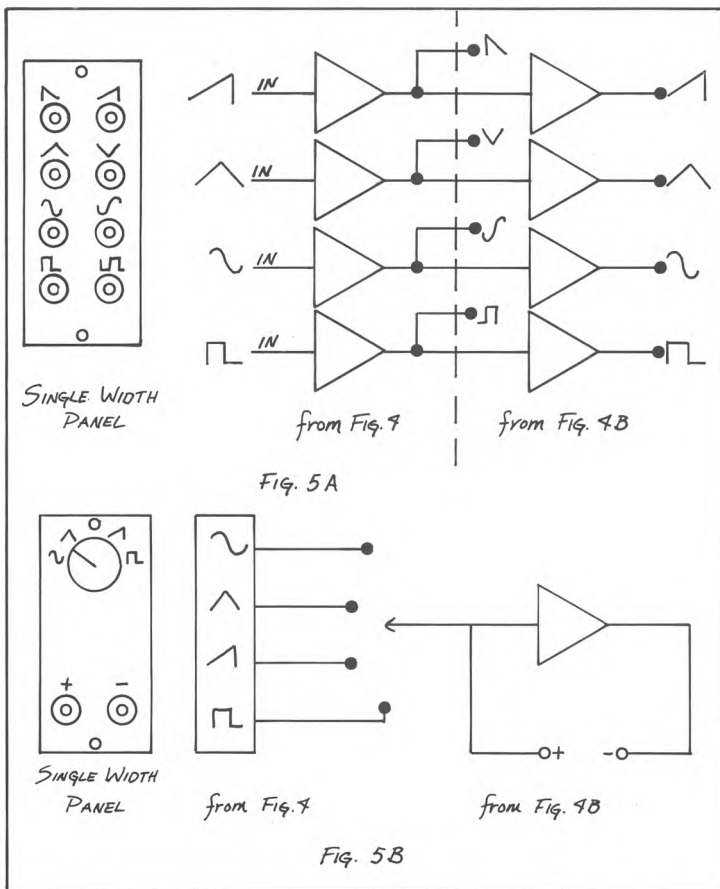 IN
IN
IN
IN
SINGLE WIDTH
PANEL
from Fig. 4
from Fig. 4B
FIG. 5A
+ -
+ -
SINGLE WIDTH
PANEL
from Fig. 4
from Fig. 4B
FIG. 5B